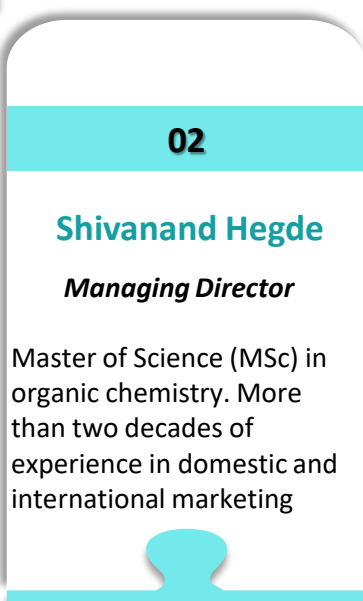 02
Shivanand Hegde
Managing Director
Master of Science (MSc) in
organic chemistry. More
than two decades of
experience in domestic and
international marketing